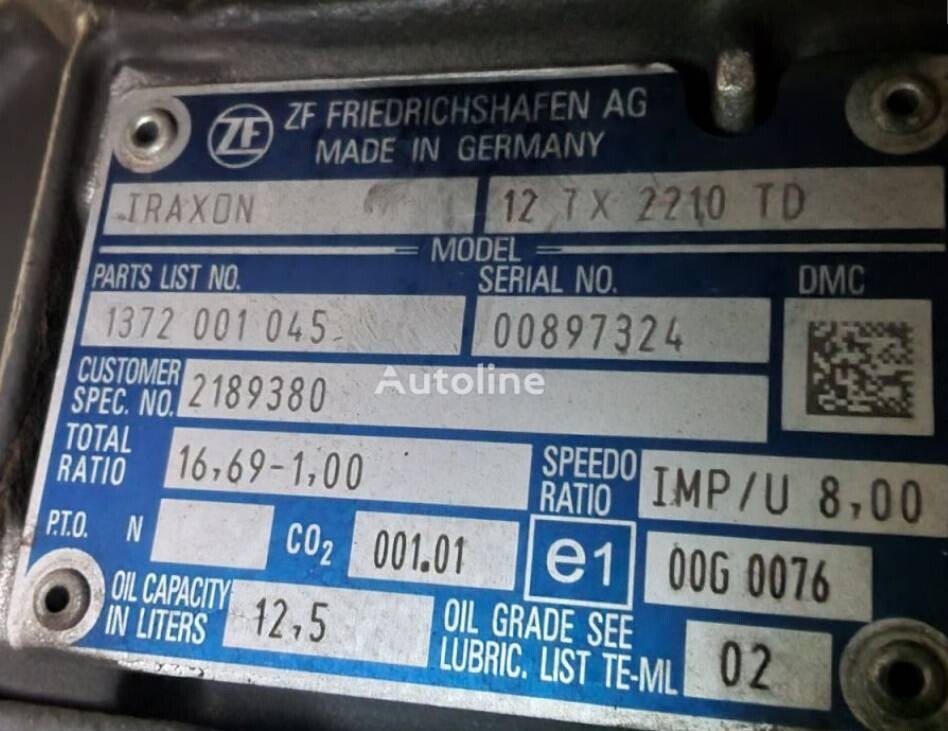 ZF ZF FRIEDRICHSHAFEN AG
MADE IN GERMANY
TRAXON 12 TX 2210 TD
MODEL
PARTS LIST NO. SERIAL NO. DMC
1372 001 045 00897324
CUSTOMER
SPEC. NO. 2189380
Autoline
TOTAL
RATIO 16,69-1,00
SPEEDO
RATIO IMP/U 8,00
P.T.O. N CO2 001.01 e1 00G 0076
OIL CAPACITY
IN LITERS 12,5
OIL GRADE SEE
LUBRIC. LIST TE-ML 02